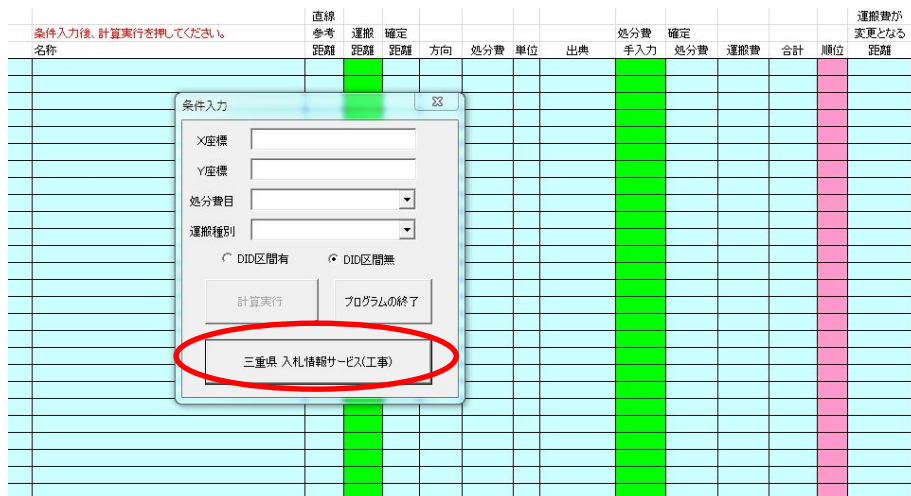 直線 運搬費が
条件入力後、計算実行を押してください。 参考 運搬 確定 処分費 確定 変更となる
名称 距離 距離 距離 方向 処分費 単位 出典 手入力 処分費 運搬費 合計 順位 距離
条件入力
X座標
Y座標
処分費目
運搬種別
DID区間有 DID区間無
計算実行 プログラムの終了
三重県 入札情報サービス(工事)